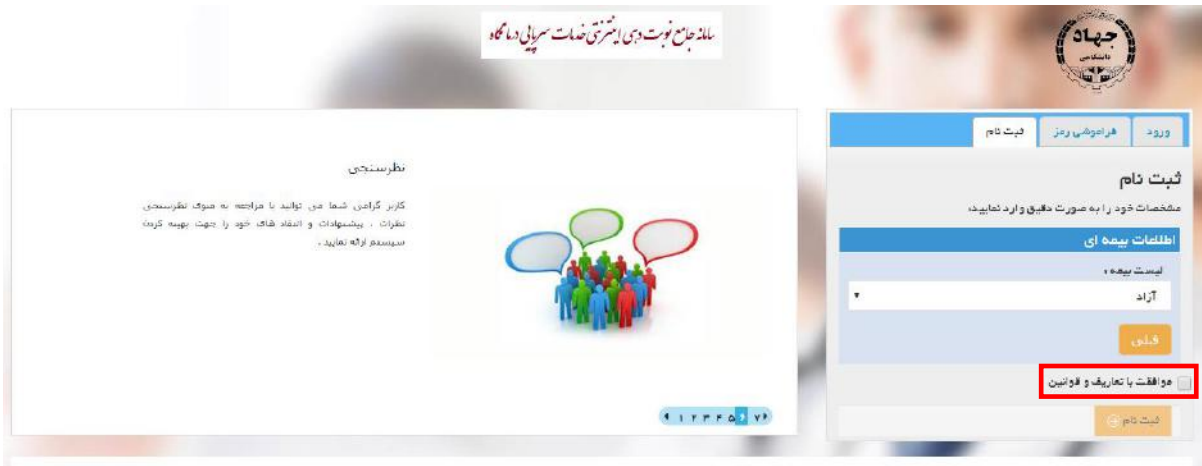 سامانه جامع نوبت دهی اینترنتی خدمات سرپایی درمانگاه
جهاد
دانشگاهی
ورود
فراموشی رمز
ثبت نام
ثبت نام
مشخصات خود را به صورت دقیق وارد نمایید:
اطلاعات بیمه ای
لیست بیمه :
آزاد
قبلی
موافقت با تعاریف و قوانین
ثبت نام
نظرسنجی
کاربر گرامی شما می توانید با مراجعه به منوی نظرسنجی
نظرات ، پیشنهادات و انتقاد های خود را جهت بهینه کردن
سیستم ارائه نمایید .
۱ ۲ ۳ ۴ ۵ ۶ ۷